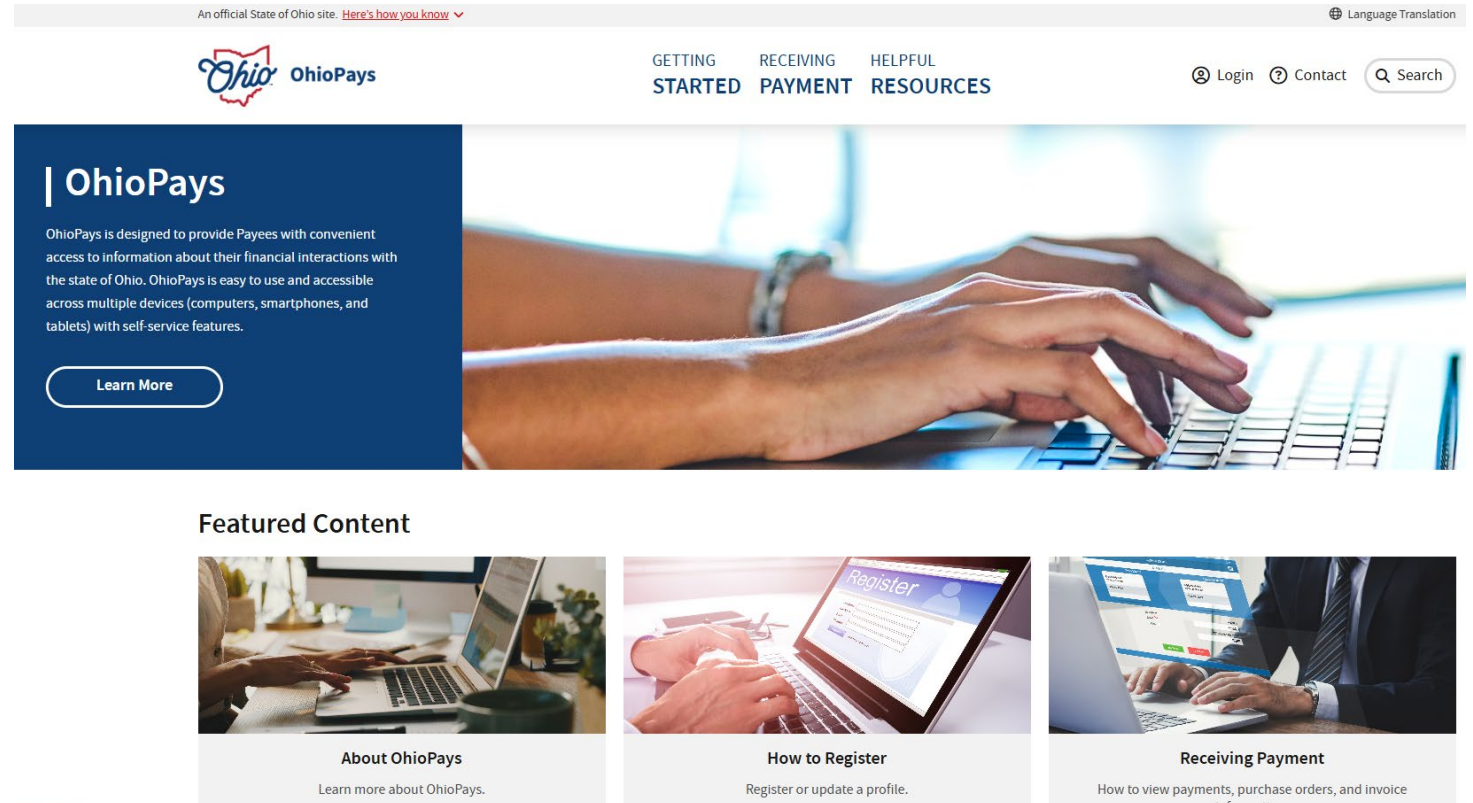 An official State of Ohio site. Here's how you know
Language Translation
Ohio OhioPays
GETTING STARTED
RECEIVING PAYMENT
HELPFUL RESOURCES
Login
Contact
Search
OhioPays
OhioPays is designed to provide Payees with convenient
access to information about their financial interactions with
the state of Ohio. OhioPays is easy to use and accessible
across multiple devices (computers, smartphones, and
tablets) with self-service features.
Learn More
Featured Content
Register
About OhioPays
Learn more about OhioPays.
How to Register
Register or update a profile.
Receiving Payment
How to view payments, purchase orders, and invoice